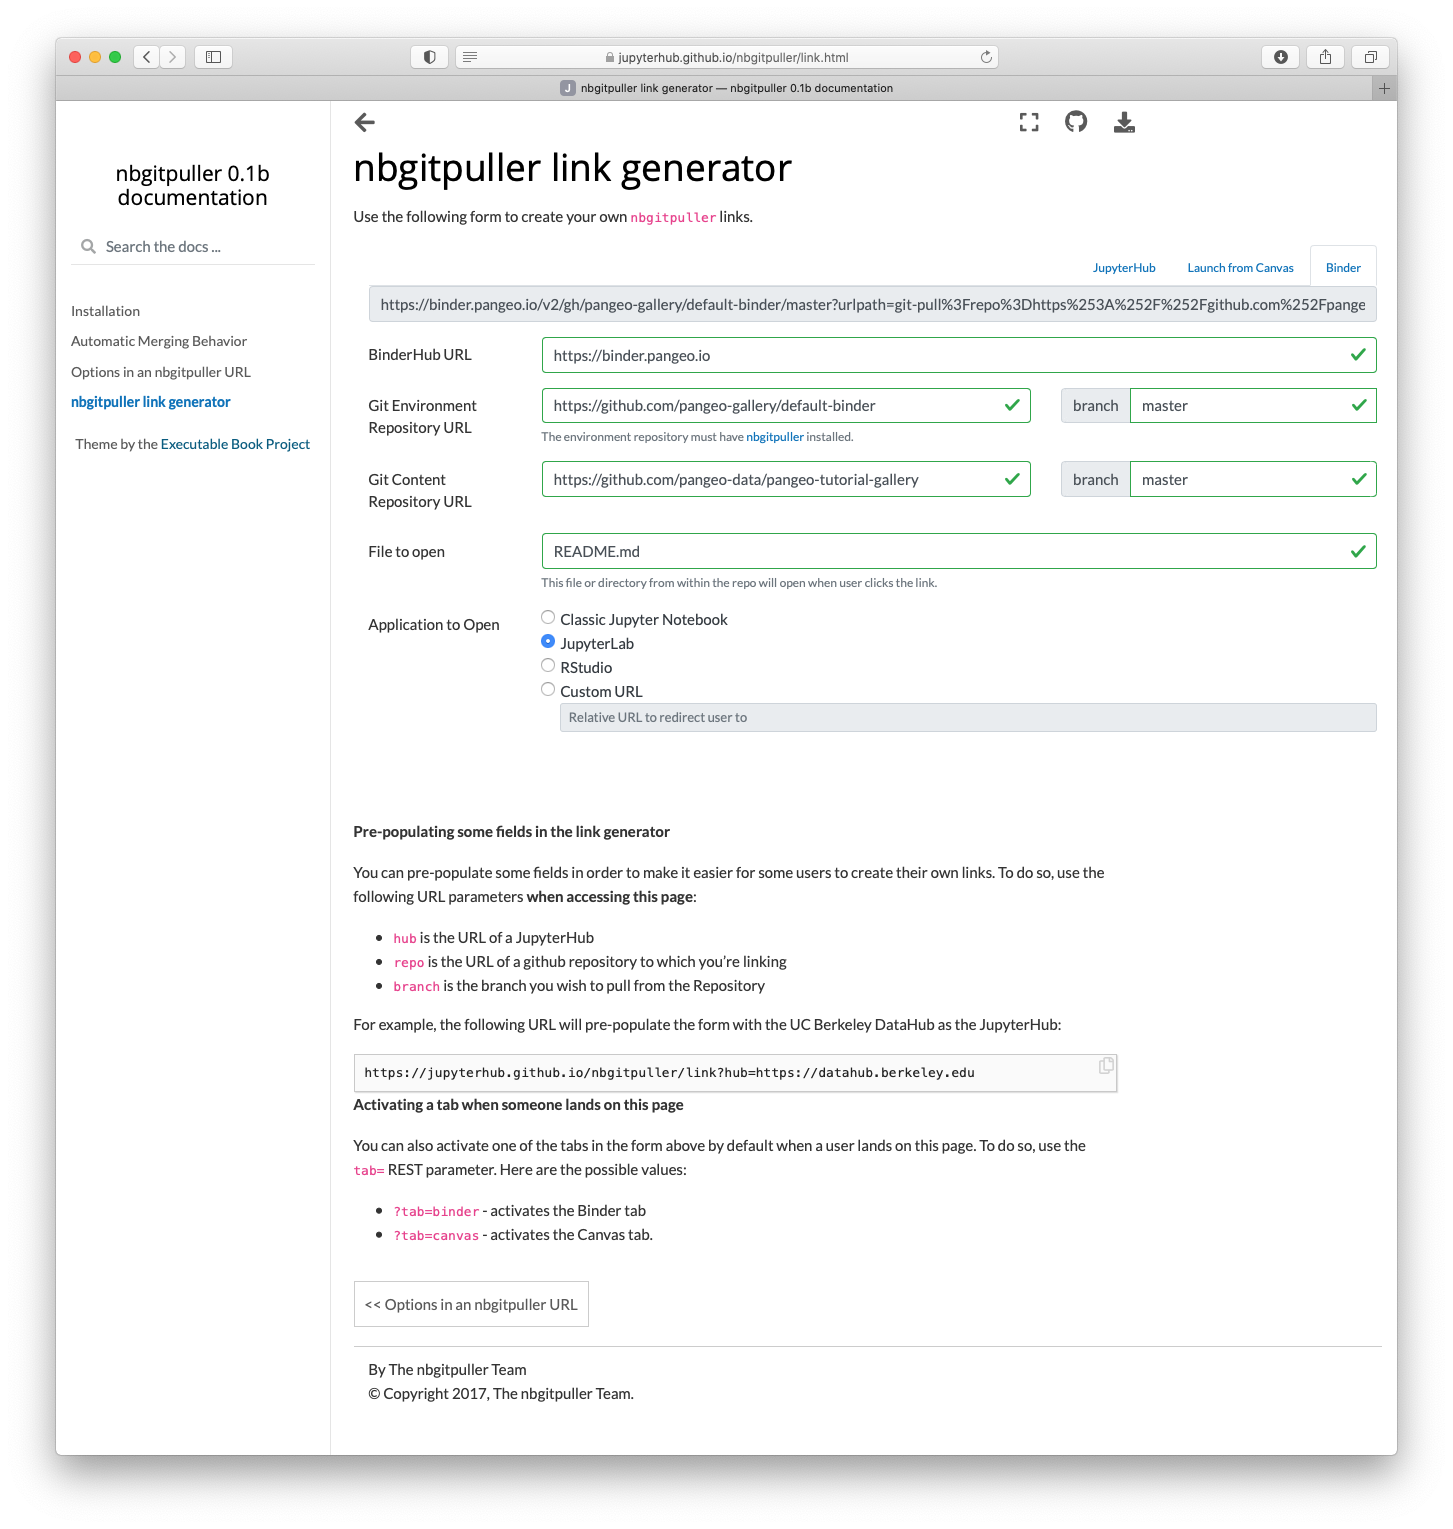 jupyterhub.github.io/nbgitpuller/link.html
J nbgitpuller link generator — nbgitpuller 0.1b documentation
nbgitpuller 0.1b
documentation
Search the docs ...
Installation
Automatic Merging Behavior
Options in an nbgitpuller URL
nbgitpuller link generator
Theme by the Executable Book Project
nbgitpuller link generator
Use the following form to create your own nbgitpuller links.
JupyterHub Launch from Canvas Binder
https://binder.pangeo.io/v2/gh/pangeo-gallery/default-binder/master?urlpath=git-pull%3Frepo%3Dhttps%253A%252F%252Fgithub.com%252Fpange
BinderHub URL https://binder.pangeo.io
Git Environment
Repository URL
https://github.com/pangeo-gallery/default-binder branch master
The environment repository must have nbgitpuller installed.
Git Content
Repository URL
https://github.com/pangeo-data/pangeo-tutorial-gallery branch master
File to open README.md
This file or directory from within the repo will open when user clicks the link.
Application to Open
Classic Jupyter Notebook
JupyterLab
RStudio
Custom URL
Relative URL to redirect user to
Pre-populating some fields in the link generator
You can pre-populate some fields in order to make it easier for some users to create their own links. To do so, use the
following URL parameters when accessing this page:
• hub is the URL of a JupyterHub
• repo is the URL of a github repository to which you’re linking
• branch is the branch you wish to pull from the Repository
For example, the following URL will pre-populate the form with the UC Berkeley DataHub as the JupyterHub:
https://jupyterhub.github.io/nbgitpuller/link?hub=https://datahub.berkeley.edu
Activating a tab when someone lands on this page
You can also activate one of the tabs in the form above by default when a user lands on this page. To do so, use the
tab= REST parameter. Here are the possible values:
• ?tab=binder - activates the Binder tab
• ?tab=canvas - activates the Canvas tab.
<< Options in an nbgitpuller URL
By The nbgitpuller Team
© Copyright 2017, The nbgitpuller Team.